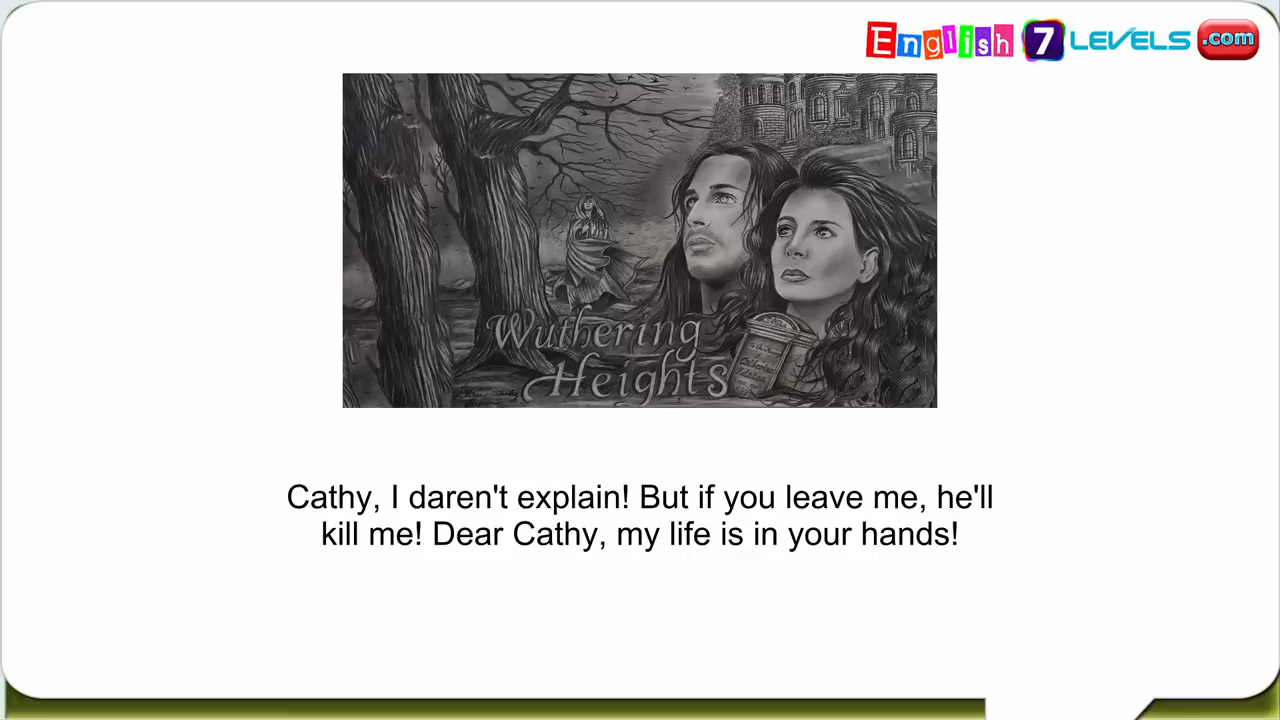 English 7 LEVELS .com
Wuthering
Heights
Cathy, I daren't explain! But if you leave me, he'll
kill me! Dear Cathy, my life is in your hands!